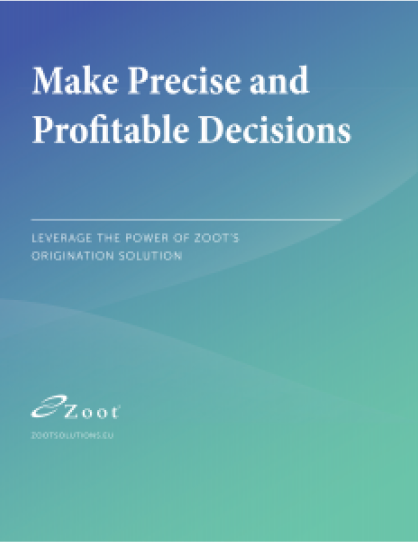 Make Precise and
Profitable Decisions
LEVERAGE THE POWER OF ZOOT'S
ORIGINATION SOLUTION
Zoot
ZOOTSOLUTIONS.EU